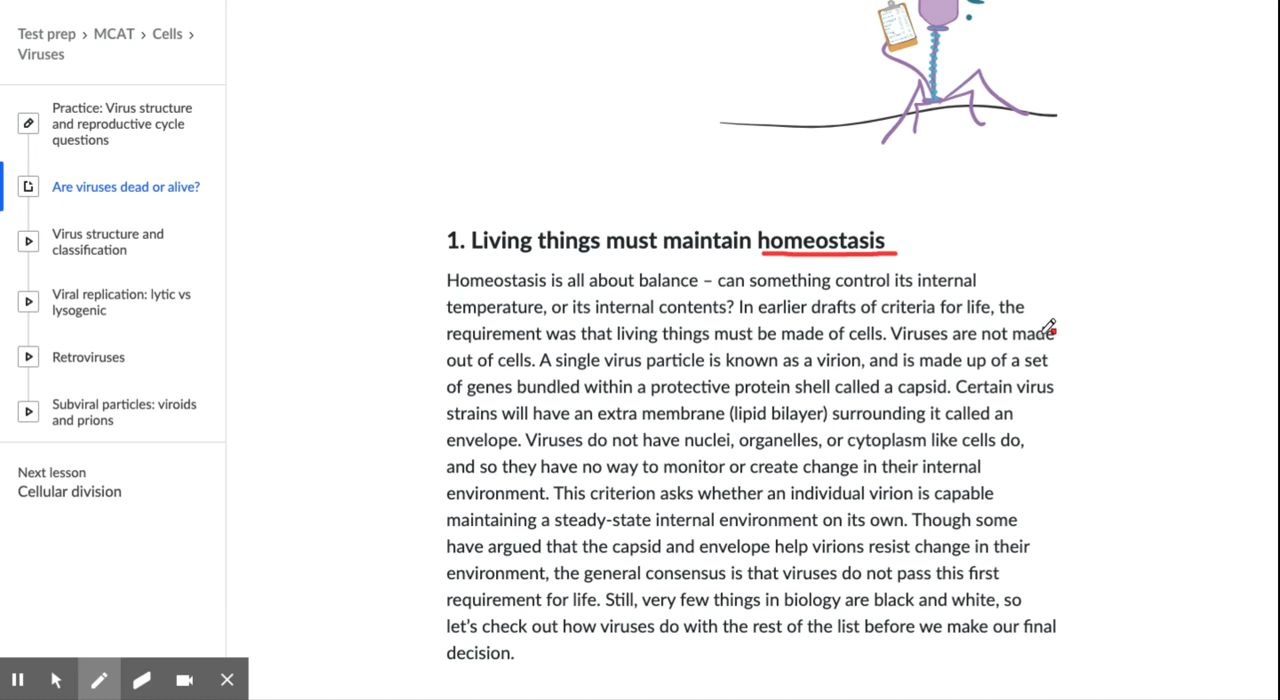 Test prep › MCAT › Cells ›
Viruses
Practice: Virus structure
and reproductive cycle
questions
Are viruses dead or alive?
Virus structure and
classification
Viral replication: lytic vs
lysogenic
Retroviruses
Subviral particles: viroids
and prions
Next lesson
Cellular division
1. Living things must maintain homeostasis
Homeostasis is all about balance – can something control its internal
temperature, or its internal contents? In earlier drafts of criteria for life, the
requirement was that living things must be made of cells. Viruses are not made
out of cells. A single virus particle is known as a virion, and is made up of a set
of genes bundled within a protective protein shell called a capsid. Certain virus
strains will have an extra membrane (lipid bilayer) surrounding it called an
envelope. Viruses do not have nuclei, organelles, or cytoplasm like cells do,
and so they have no way to monitor or create change in their internal
environment. This criterion asks whether an individual virion is capable
maintaining a steady-state internal environment on its own. Though some
have argued that the capsid and envelope help virions resist change in their
environment, the general consensus is that viruses do not pass this first
requirement for life. Still, very few things in biology are black and white, so
let’s check out how viruses do with the rest of the list before we make our final
decision.